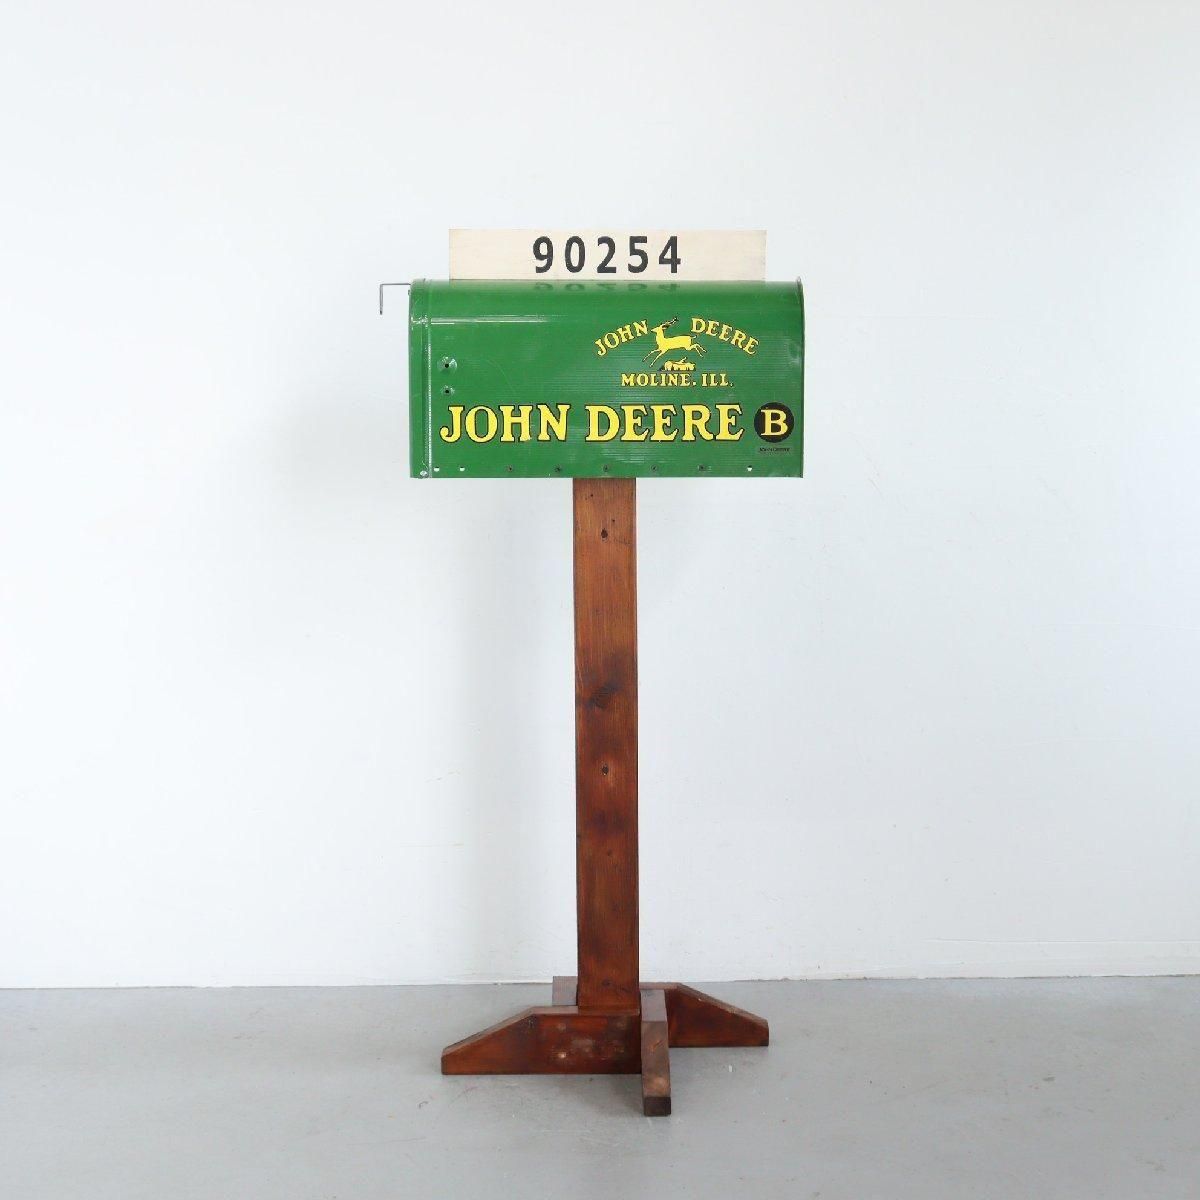 90254
JOHN DEERE
MOLINE, ILL.
JOHN DEERE B